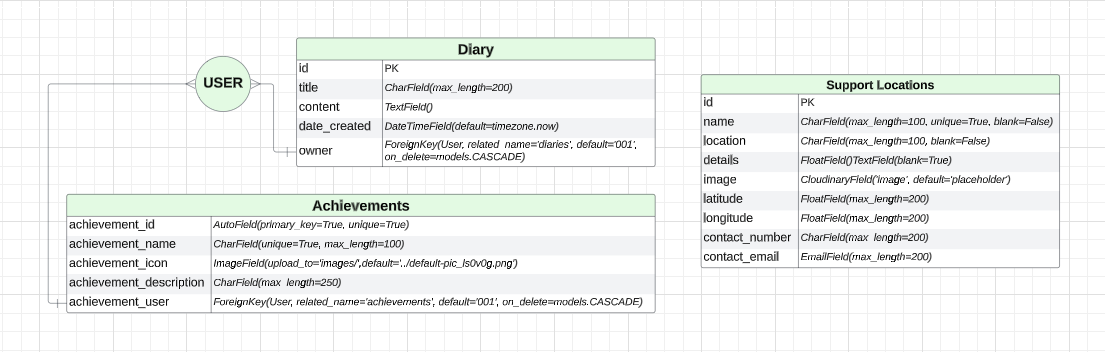 USER
Diary
id PK
title CharField(max_length=200)
content TextField()
date_created DateTimeField(default=timezone.now)
owner ForeignKey(User, related_name='diaries', default='001',
on_delete=models.CASCADE)
Achievements
achievement_id AutoField(primary_key=True, unique=True)
achievement_name CharField(unique=True, max_length=100)
achievement_icon ImageField(upload_to='images/',default='../default-pic_ls0v0g.png')
achievement_description CharField(max_length=250)
achievement_user ForeignKey(User, related_name='achievements', default='001', on_delete=models.CASCADE)
Support Locations
id PK
name CharField(max_length=100, unique=True, blank=False)
location CharField(max_length=100, blank=False)
details FloatField()TextField(blank=True)
image CloudinaryField('image', default='placeholder')
latitude FloatField(max_length=200)
longitude FloatField(max_length=200)
contact_number CharField(max_length=200)
contact_email EmailField(max_length=200)